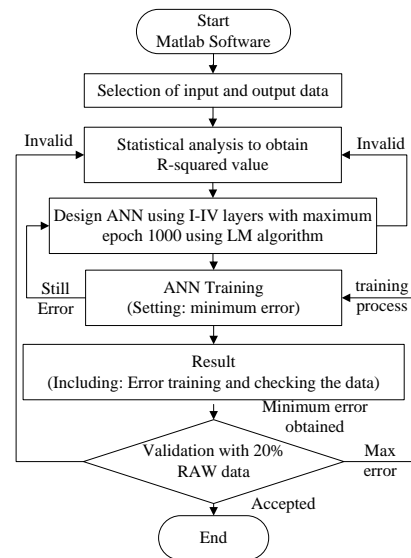 Start
Matlab Software
Selection of input and output data
Invalid
Invalid
Statistical analysis to obtain
R-squared value
Design ANN using I-IV layers with maximum
epoch 1000 using LM algorithm
Still
Error
ANN Training
(Setting: minimum error)
training
process
Result
(Including: Error training and checking the data)
Minimum error
obtained
Validation with 20%
RAW data
Max
error
Accepted
End